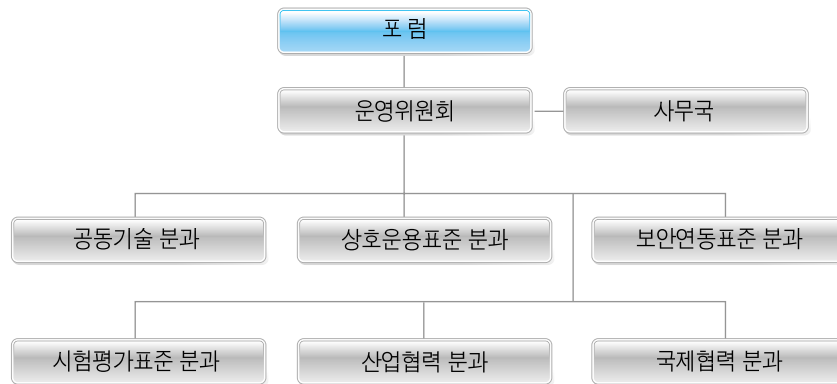 포 럼
운영위원회
사무국
공동기술 분과
상호운용표준 분과
보안연동표준 분과
시험평가표준 분과
산업협력 분과
국제협력 분과